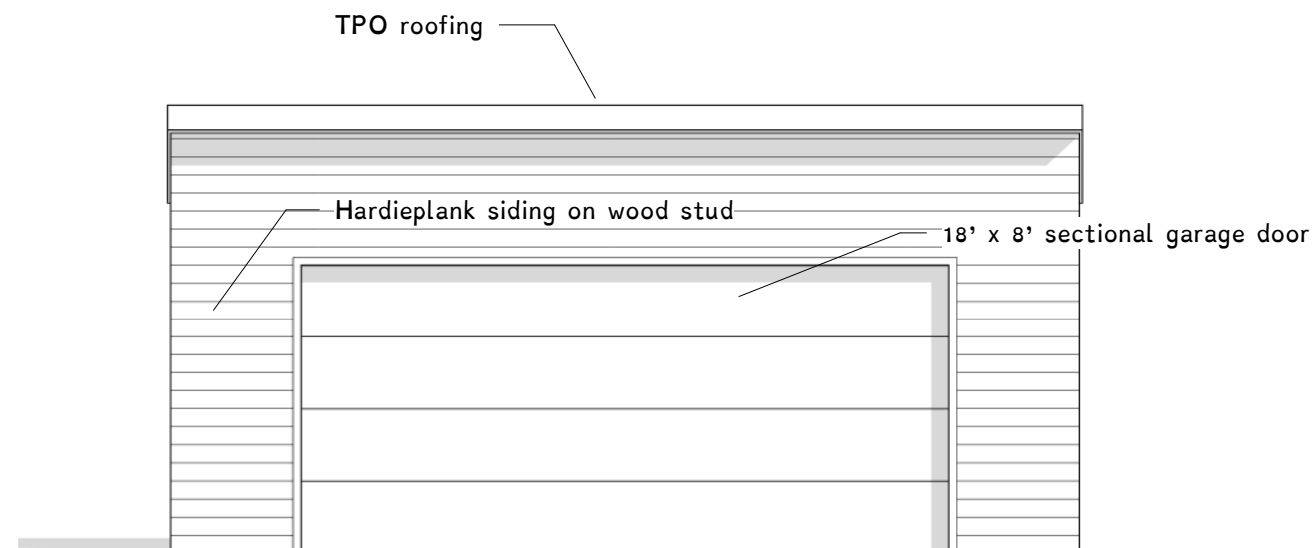 TPO roofing
Hardieplank siding on wood stud
18’ x 8’ sectional garage door